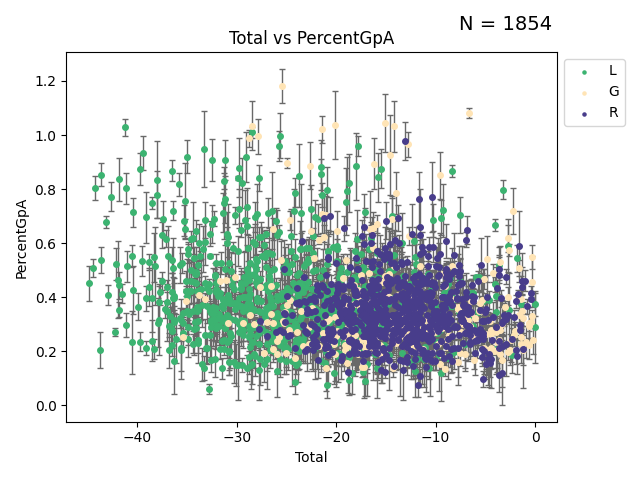 N = 1854
Total vs PercentGpA
L
G
R
PercentGpA
1.2
1.0
0.8
0.6
0.4
0.2
0.0
−40
−30
−20
−10
0
Total